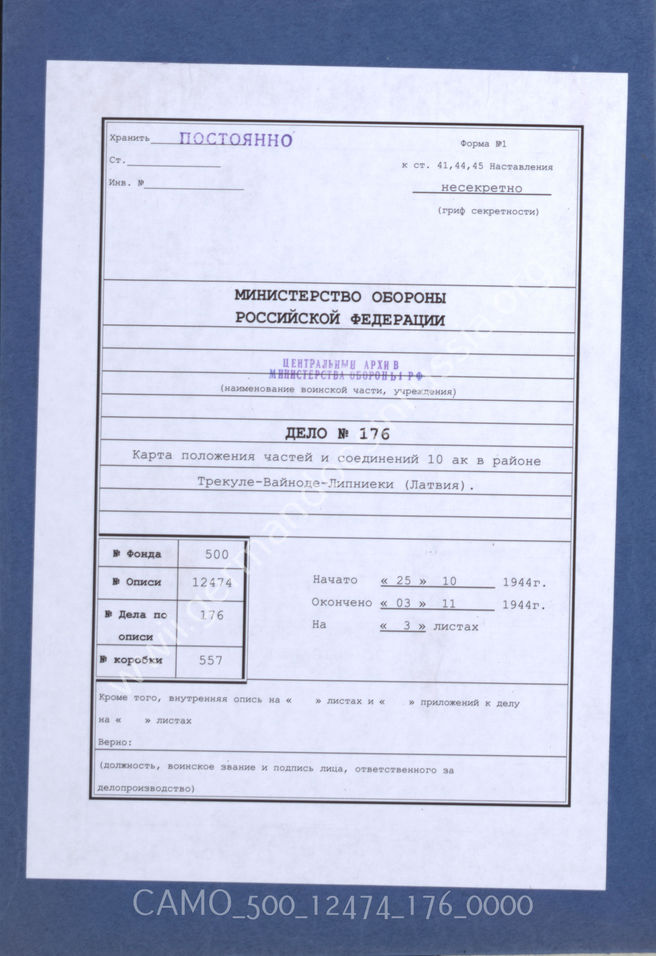 Хранить ПОСТОЯННО
Форма №1
Ст.
к ст. 41,44,45 Наставления
Инв. №
несекретно
(гриф секретности)
МИНИСТЕРСТВО ОБОРОНЫ
РОССИЙСКОЙ ФЕДЕРАЦИИ
ЦЕНТРАЛЬНЫЙ АРХИВ
МИНИСТЕРСТВА ОБОРОНЫ РФ
(наименование воинской части, учреждения)
ДЕЛО № 176
Карта положения частей и соединений 10 ак в районе
Трекуле-Вайноде-Липниеки (Латвия).
№ Фонда 500
№ Описи 12474
№ Дела по описи 176
№ коробки 557
Начато « 25 » 10 1944г.
Окончено « 03 » 11 1944г.
На « 3 » листах
Кроме того, внутренняя опись на « » листах и « » приложений к делу
на « » листах
Верно:
(должность, воинское звание и подпись лица, ответственного за
делопроизводство)
CAMO_500_12474_176_0000